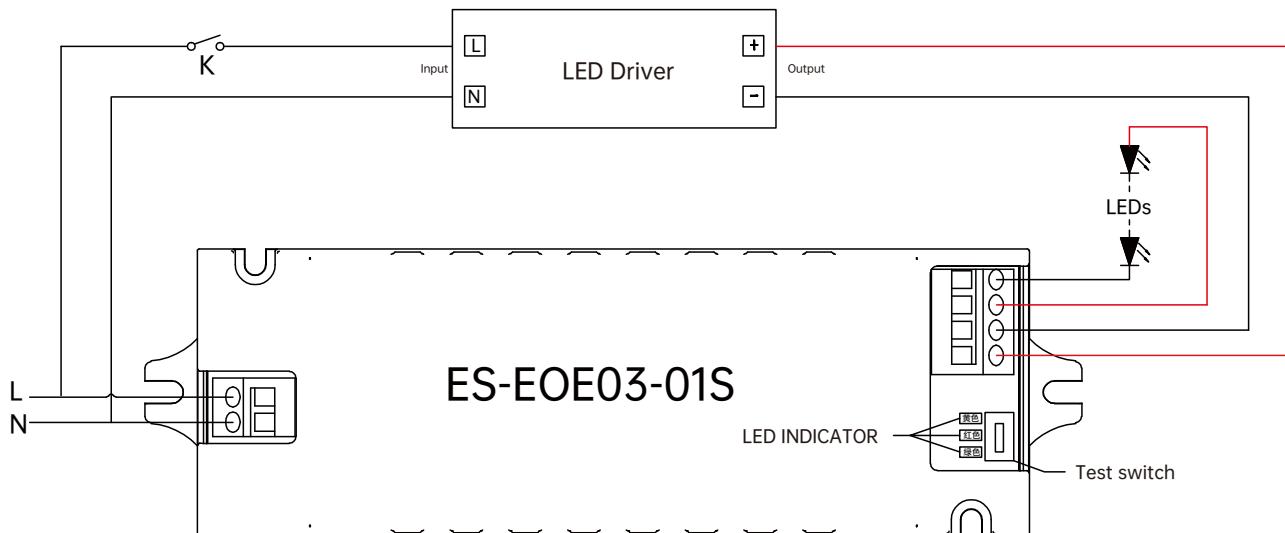 L
+
Input
LED Driver
Output
K
N
-
LEDs
ES-EOE03-01S
L
N
黄色
LED INDICATOR
红色
绿色
Test switch